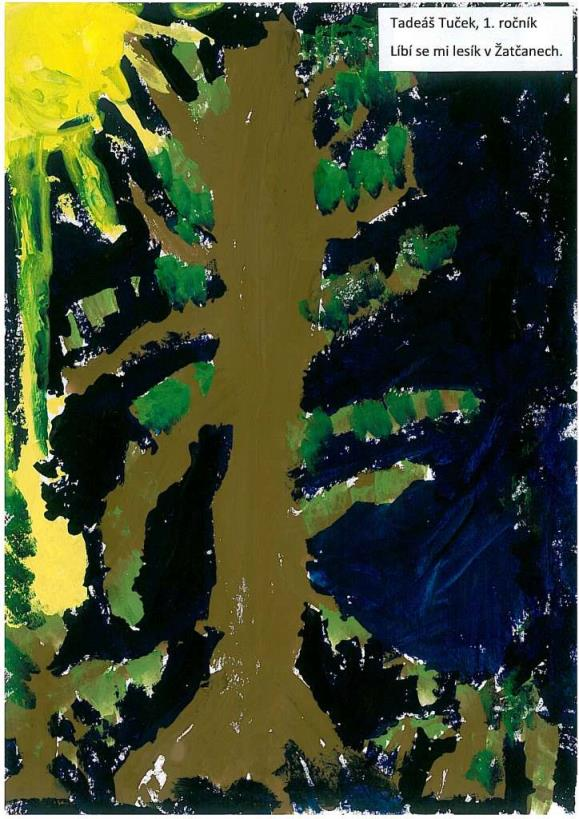 Tadeáš Tuček, 1. ročník
Líbí se mi lesík v Žatčanech.